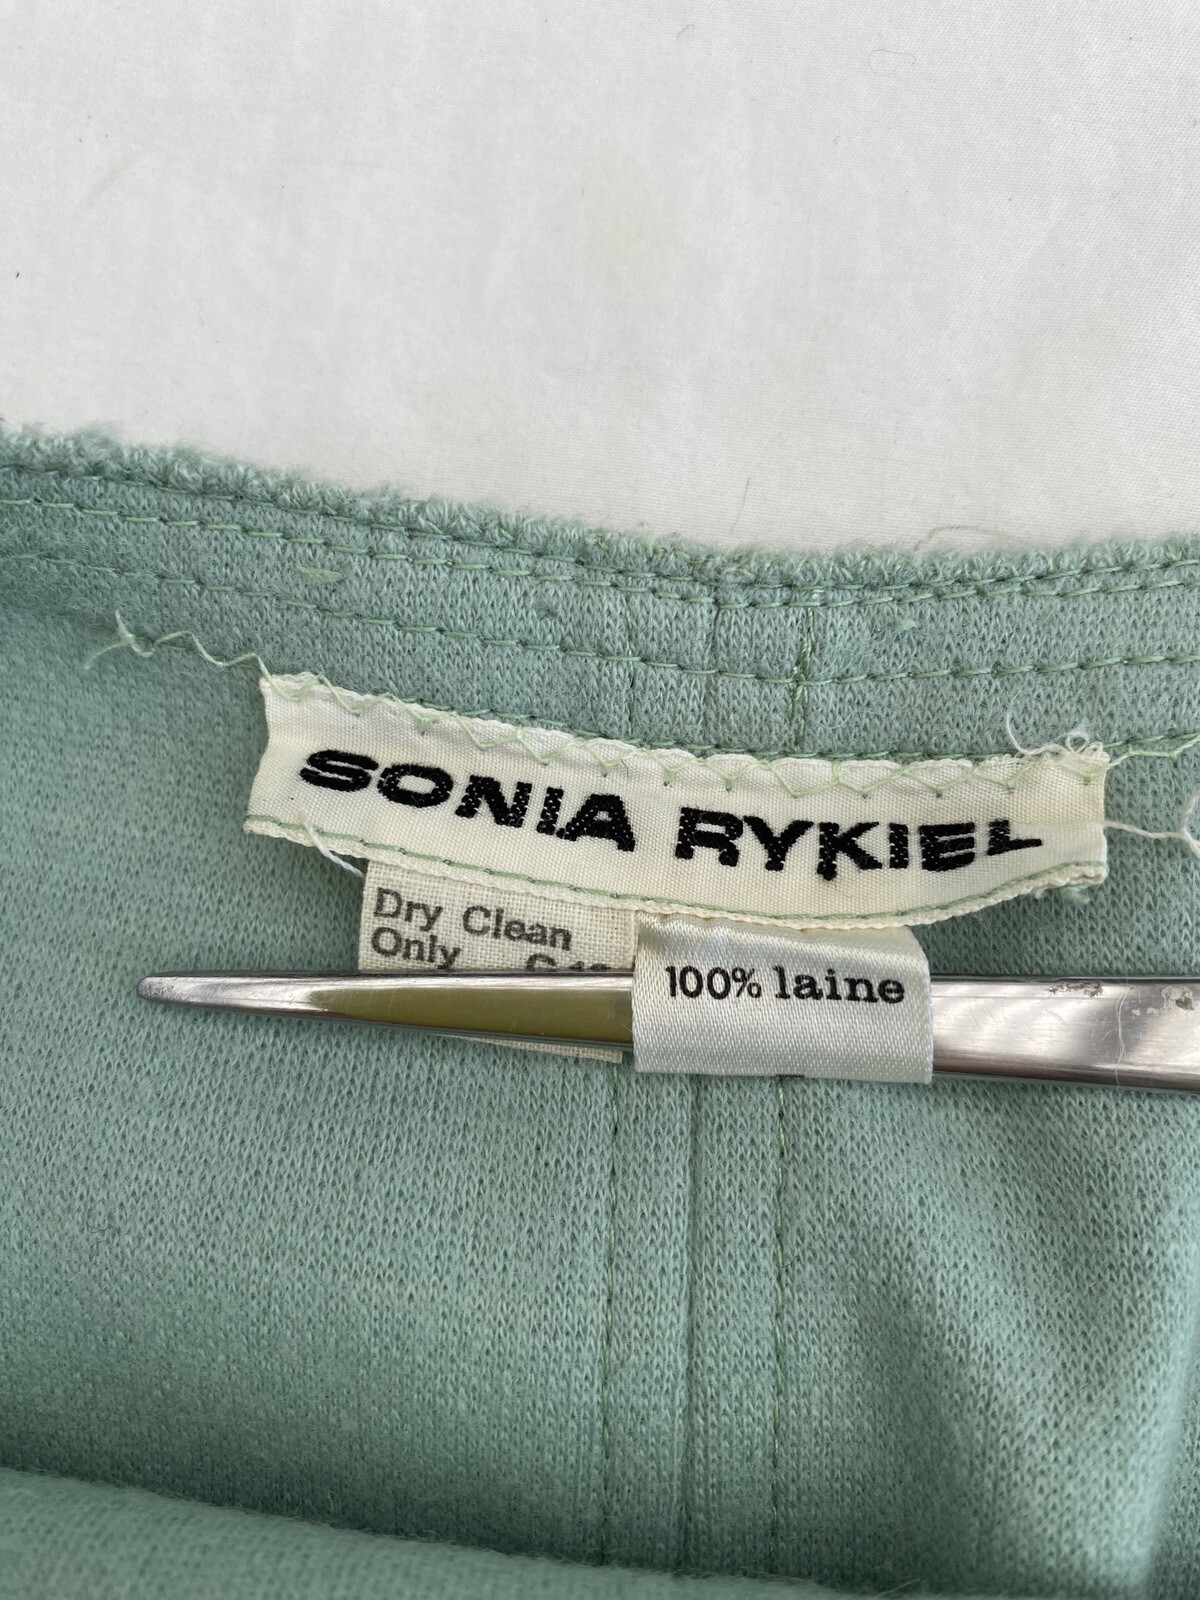 SONIA RYKIEL
Dry Clean
Only
100% laine